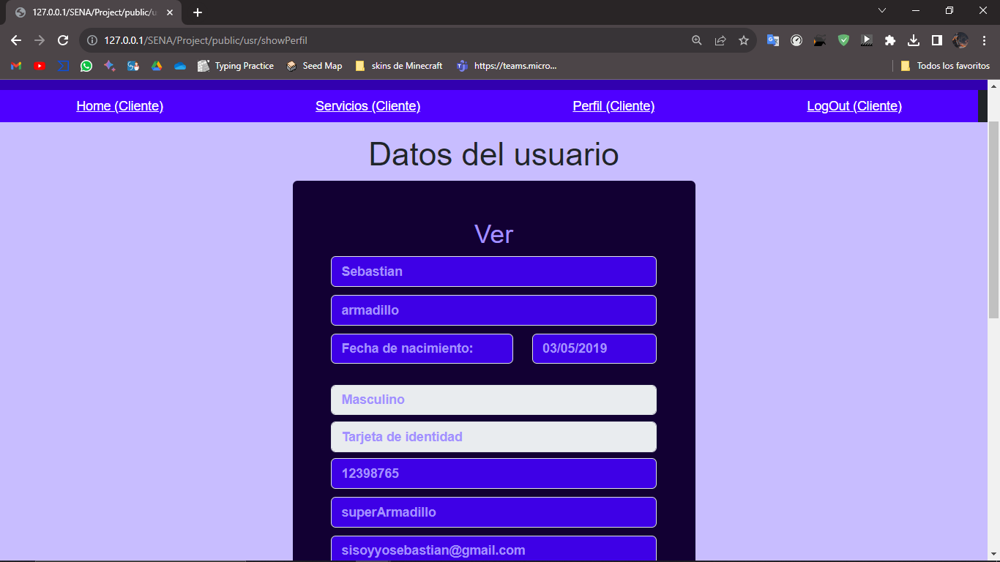 127.0.0.1/SENA/Project/public/u
127.0.0.1/SENA/Project/public/usr/showPerfil
Typing Practice Seed Map skins de Minecraft https://teams.micro... Todos los favoritos
Home (Cliente) Servicios (Cliente) Perfil (Cliente) LogOut (Cliente)
Datos del usuario
Ver
Sebastian
armadillo
Fecha de nacimiento: 03/05/2019
Masculino
Tarjeta de identidad
12398765
superArmadillo
sisoyyosebastian@gmail.com